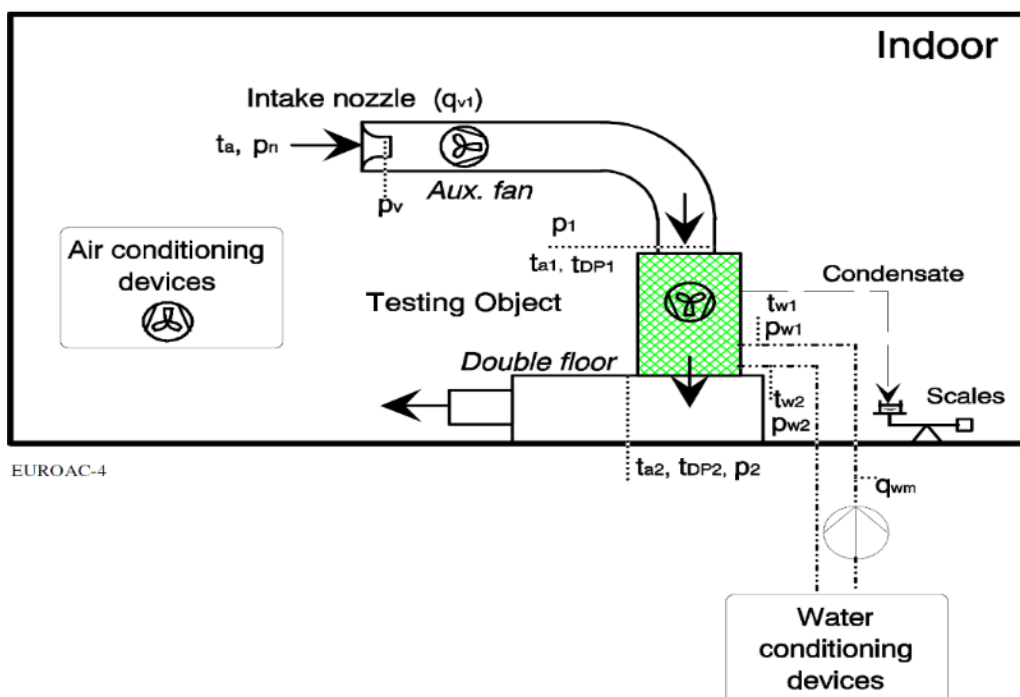 Indoor
Intake nozzle (qv1)
ta, pn
pv
Aux. fan
p1
ta1, tDP1
Air conditioning
devices
Testing Object
Condensate
tw1
pw1
Double floor
tw2
pw2
Scales
ta2, tDP2, p2
EUROAC-4
qwm
Water
conditioning
devices